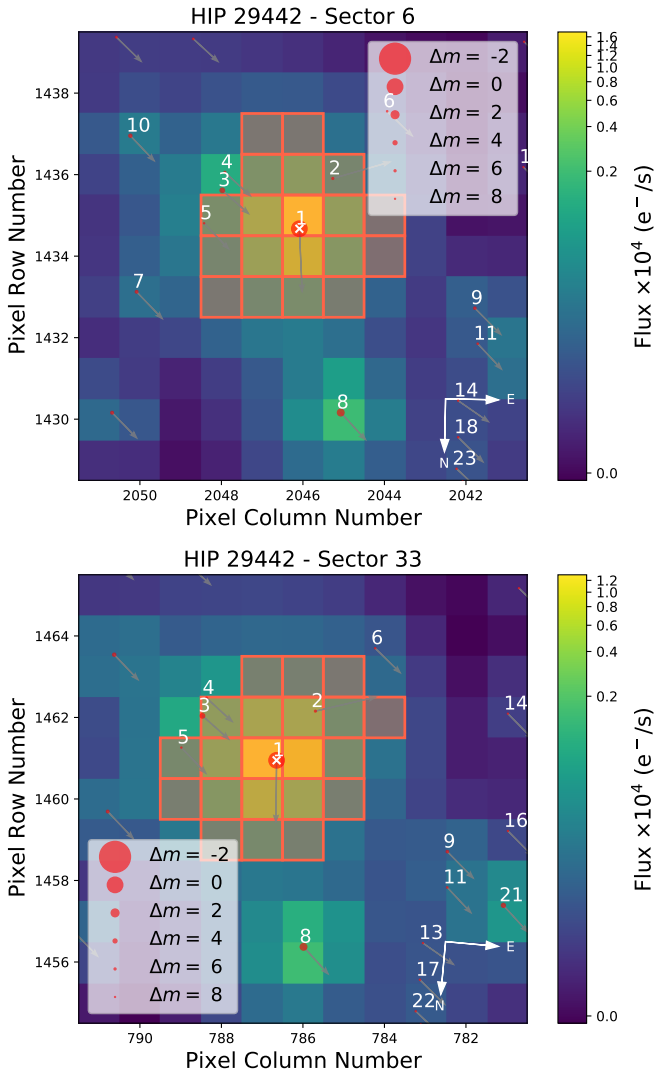 HIP 29442 - Sector 6
Pixel Row Number
1438
1436
1434
1432
1430
2050
2048
2046
2044
2042
Pixel Column Number
Δm = -2
Δm = 0
Δm = 2
Δm = 4
Δm = 6
Δm = 8
10
6
1
4
3
2
5
1
7
9
11
8
14
18
23
E
N
1.6
1.4
1.2
1.0
0.8
0.6
0.4
0.2
0.0
Flux ×10⁴ (e⁻/s)
HIP 29442 - Sector 33
Pixel Row Number
1464
1462
1460
1458
1456
790
788
786
784
782
Pixel Column Number
6
4
3
2
14
5
1
16
9
11
21
8
13
17
22
E
N
Δm = -2
Δm = 0
Δm = 2
Δm = 4
Δm = 6
Δm = 8
1.2
1.0
0.8
0.6
0.4
0.2
0.0
Flux ×10⁴ (e⁻/s)